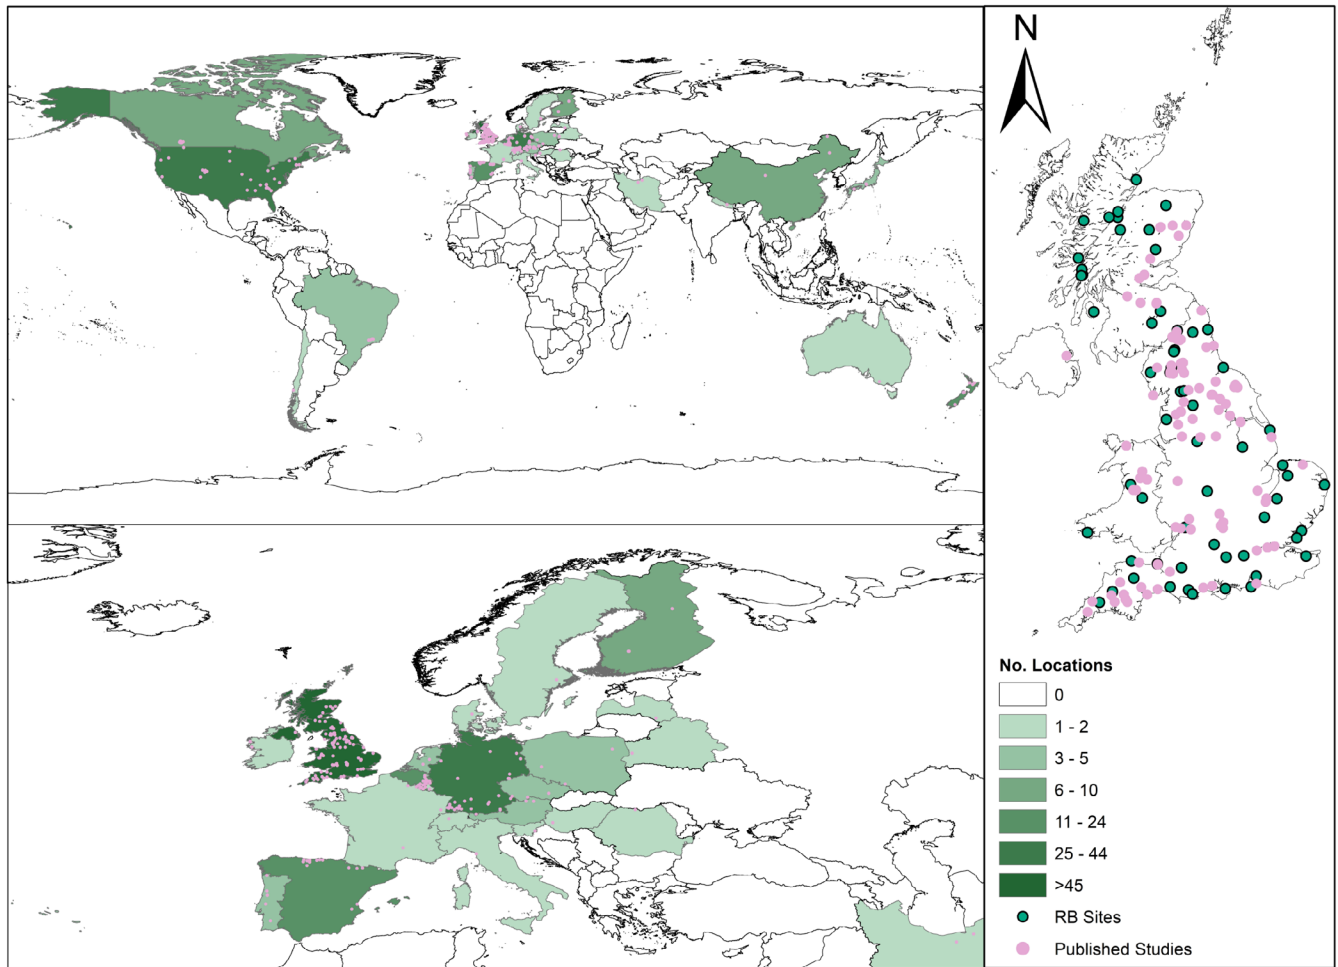 N
No. Locations
0
1 - 2
3 - 5
6 - 10
11 - 24
25 - 44
>45
RB Sites
Published Studies